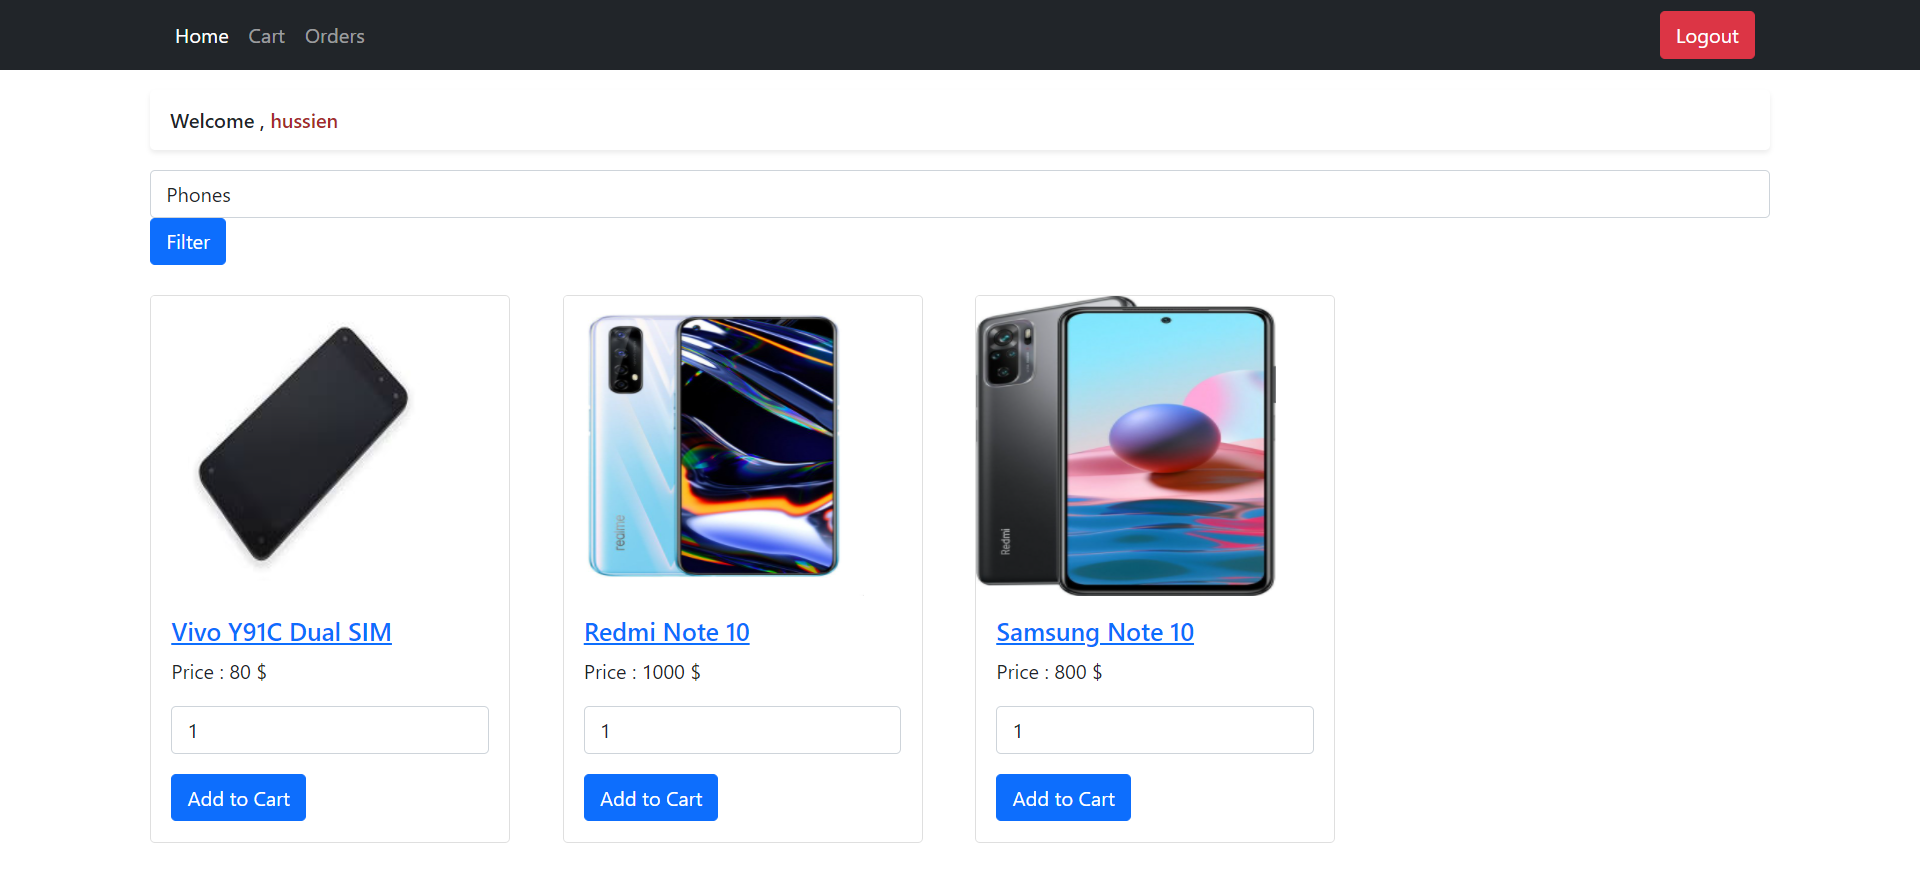 Home Cart Orders Logout
Welcome , hussien
Phones
Filter
realme
Redmi
Vivo Y91C Dual SIM
Price : 80 $
1
Add to Cart
Redmi Note 10
Price : 1000 $
1
Add to Cart
Samsung Note 10
Price : 800 $
1
Add to Cart